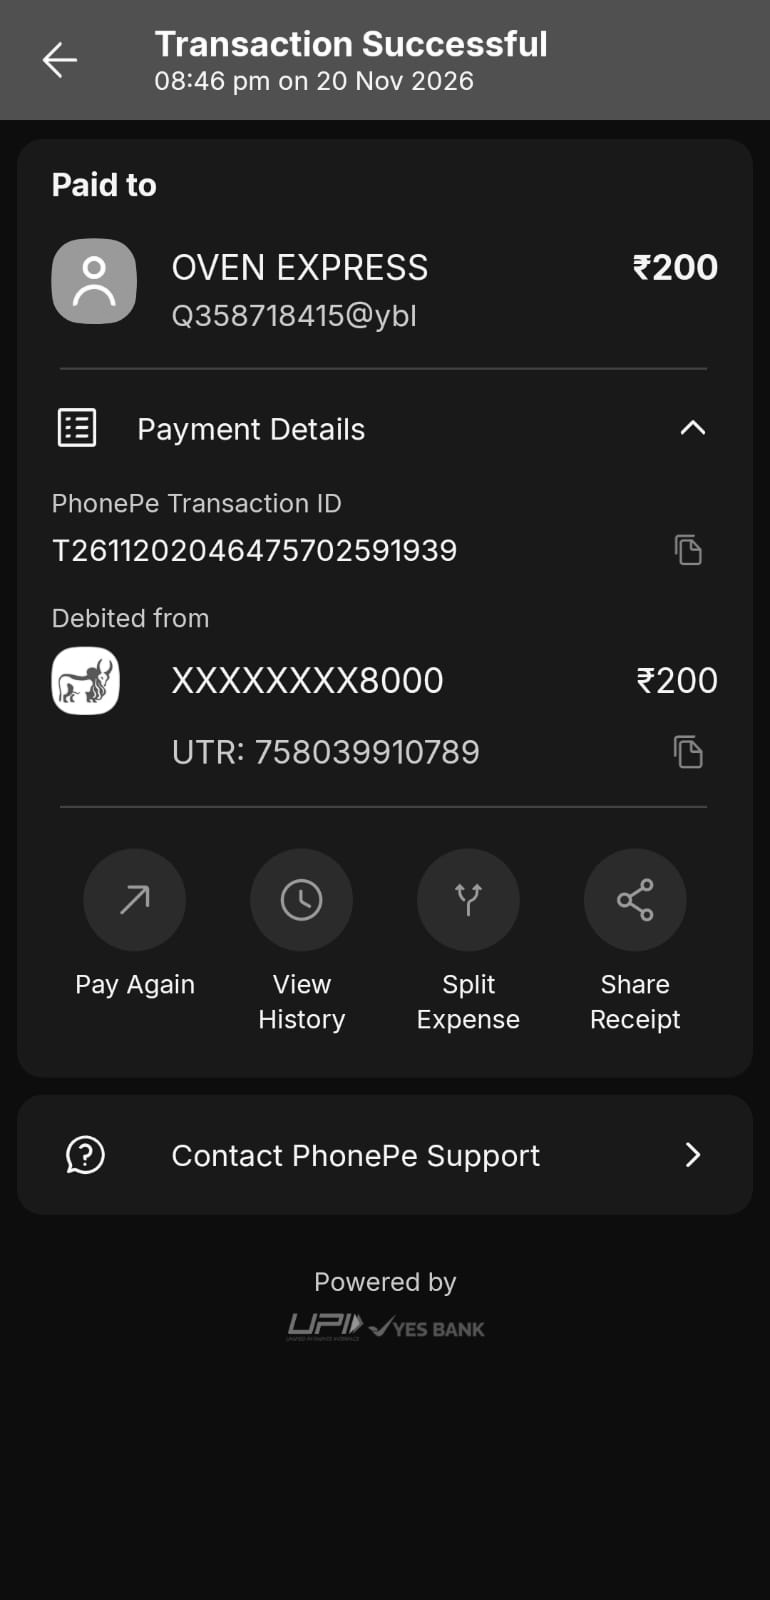 Transaction Successful
08:46 pm on 20 Nov 2026
Paid to
OVEN EXPRESS
₹200
Q358718415@ybl
Payment Details
PhonePe Transaction ID
T2611202046475702591939
Debited from
XXXXXXXX8000
₹200
UTR: 758039910789
Pay Again
View
History
Split
Expense
Share
Receipt
Contact PhonePe Support
Powered by
UPI
YES BANK